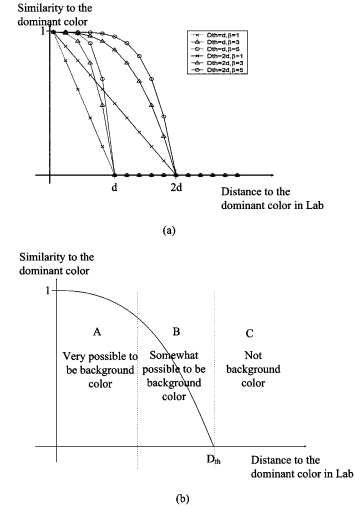 Similarity to the
dominant color
1
Dth=d,β=1
Dth=d,β=3
Dth=d,β=5
Dth=2d,β=1
Dth=2d,β=3
Dth=2d,β=5
d
2d
Distance to the
dominant color in Lab
(a)
Similarity to the
dominant color
1
A
B
C
Very possible to
be background
color
Somewhat
possible to be
background
color
Not
background
color
Dth
Distance to the
dominant color in Lab
(b)